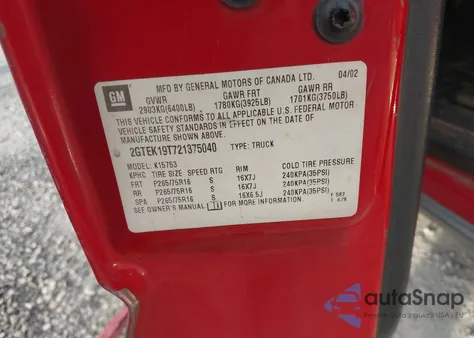 GM
MFD BY GENERAL MOTORS OF CANADA LTD. 04/02
GVWR GAWR FRT GAWR RR
2903KG(6400LB) 1780KG(3925LB) 1701KG(3750LB)
THIS VEHICLE CONFORMS TO ALL APPLICABLE U.S. FEDERAL MOTOR
VEHICLE SAFETY STANDARDS IN EFFECT ON THE DATE OF
MANUFACTURE SHOWN ABOVE.
2GTEK19T721375040 TYPE: TRUCK
MODEL: K15753
KPHC TIRE SIZE SPEED RTG RIM COLD TIRE PRESSURE
FRT P265/75R16 S 16X7J 240KPA(35PSI)
RR P265/75R16 S 16X7J 240KPA(35PSI)
SPA P265/75R16 S 16X6.5J 240KPA(35PSI)
SEE OWNER'S MANUAL FOR MORE INFORMATION.
autoSnap